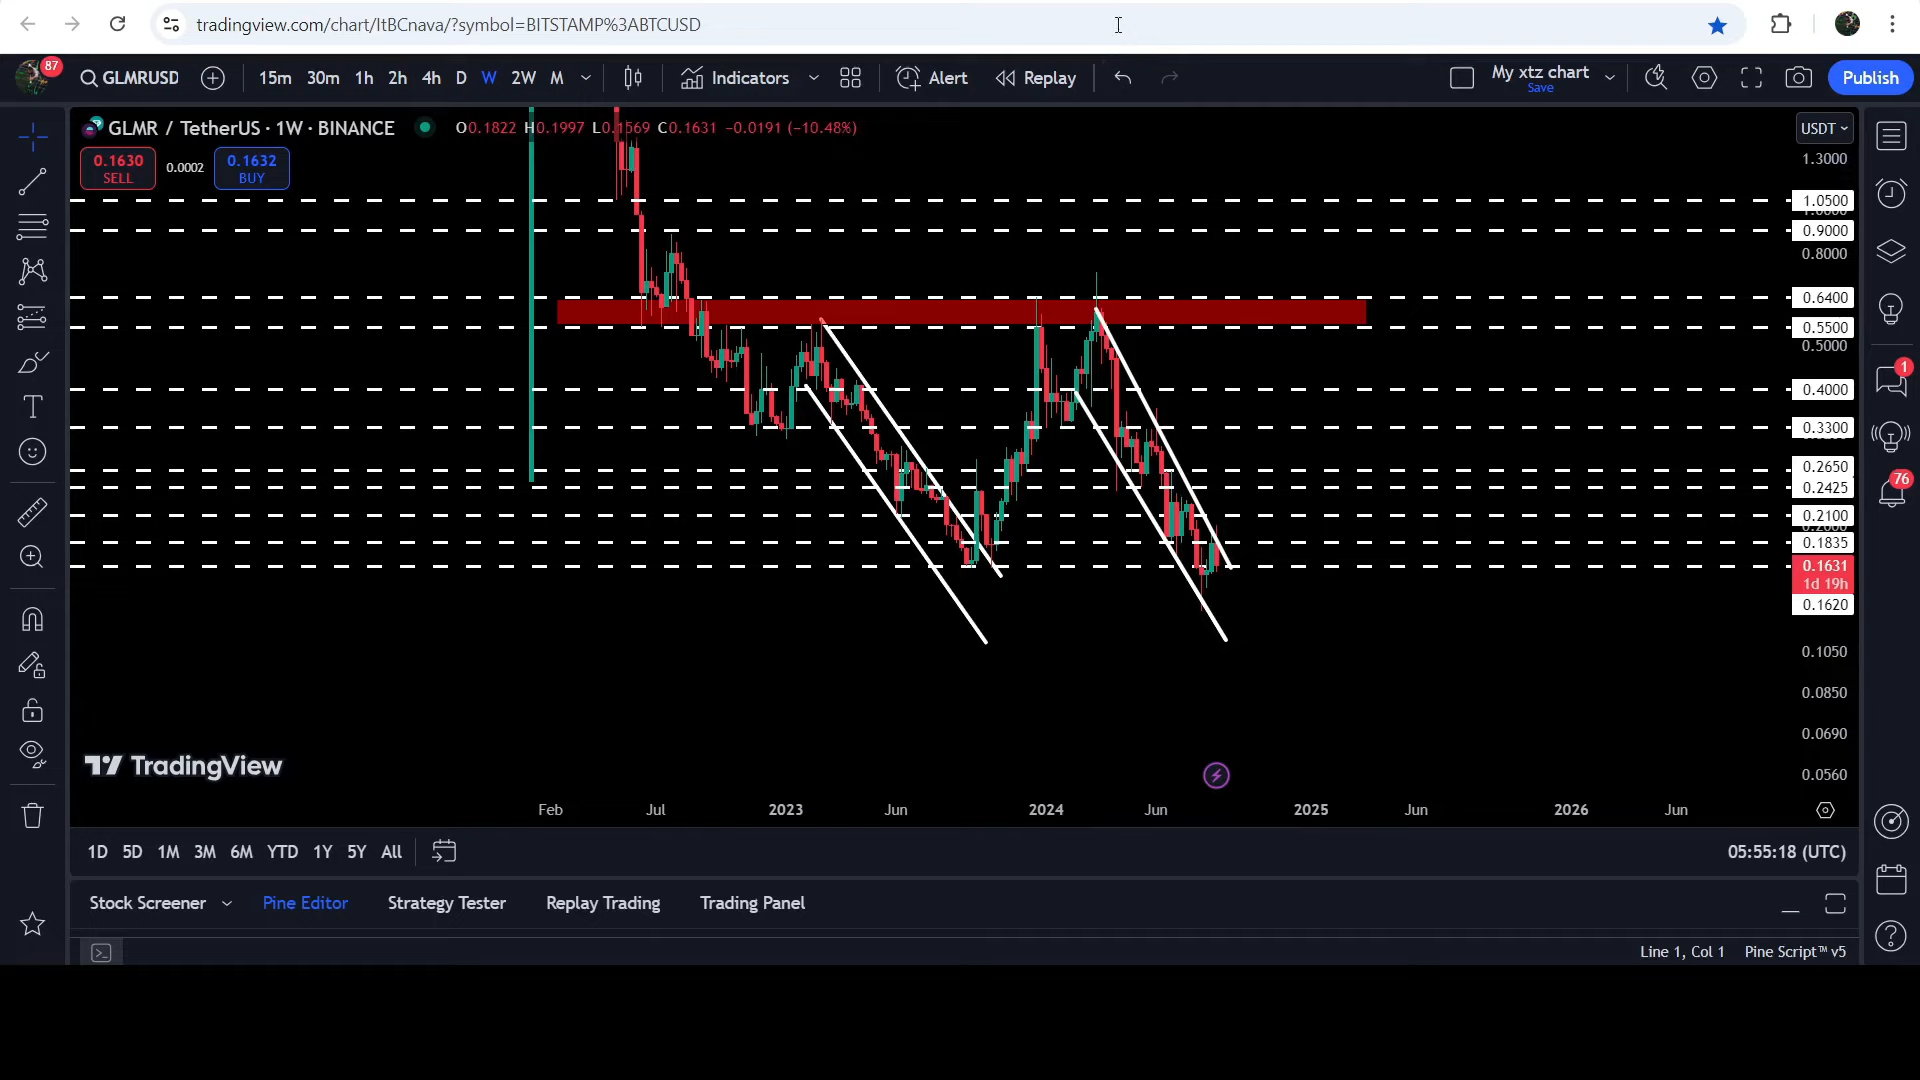 tradingview.com/chart/ItBCnava/?symbol=BITSTAMP%3ABTCUSD
87
GLMRUSD 15m 30m 1h 2h 4h D W 2W M Indicators Alert Replay My xtz chart Save Publish
GLMR / TetherUS · 1W · BINANCE O0.1822 H0.1997 L0.1569 C0.1631 −0.0191 (−10.48%) USDT
0.1630 SELL 0.0002 0.1632 BUY
1.3000
1.0500
0.9000
0.8000
0.6400
0.5500
0.5000
1
0.4000
0.3300
0.2650
76
0.2425
0.2100
0.1835
0.1631
1d 19h
0.1620
0.1050
0.0850
0.0690
TradingView
0.0560
Feb Jul 2023 Jun 2024 Jun 2025 Jun 2026 Jun
1D 5D 1M 3M 6M YTD 1Y 5Y All 05:55:18 (UTC)
Stock Screener Pine Editor Strategy Tester Replay Trading Trading Panel
Line 1, Col 1 Pine Script™ v5